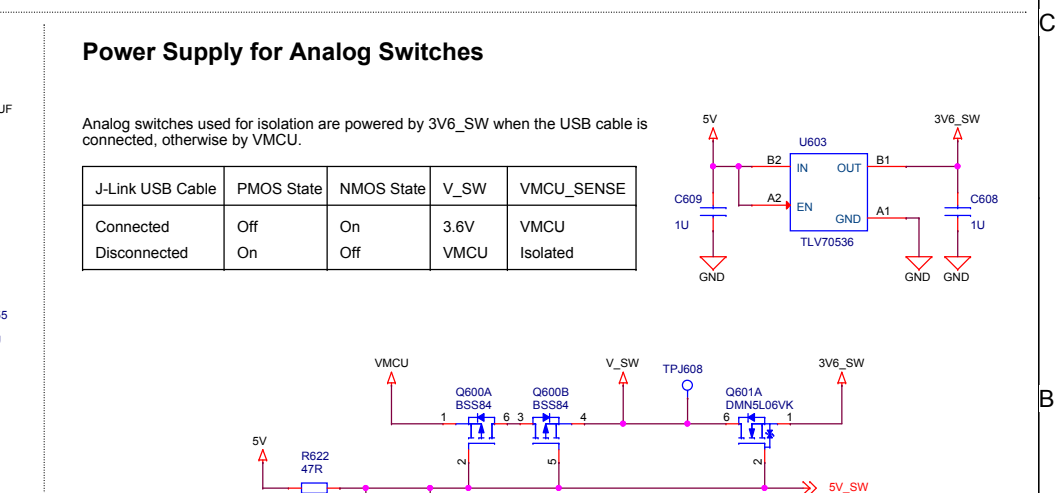 C
Power Supply for Analog Switches
UF
Analog switches used for isolation are powered by 3V6_SW when the USB cable is
connected, otherwise by VMCU.
J-Link USB Cable PMOS State NMOS State V_SW VMCU_SENSE
Connected Off On 3.6V VMCU
Disconnected On Off VMCU Isolated
5V
3V6_SW
U603
B2 IN OUT B1
A2 EN
GND A1
TLV70536
C609
1U
C608
1U
GND
GND
GND
5
VMCU
V_SW
TPJ608
3V6_SW
Q600A
BSS84
Q600B
BSS84
Q601A
DMN5L06VK
B
1 6 3 4 6 1
2 5 2
5V
R622
47R
5V_SW